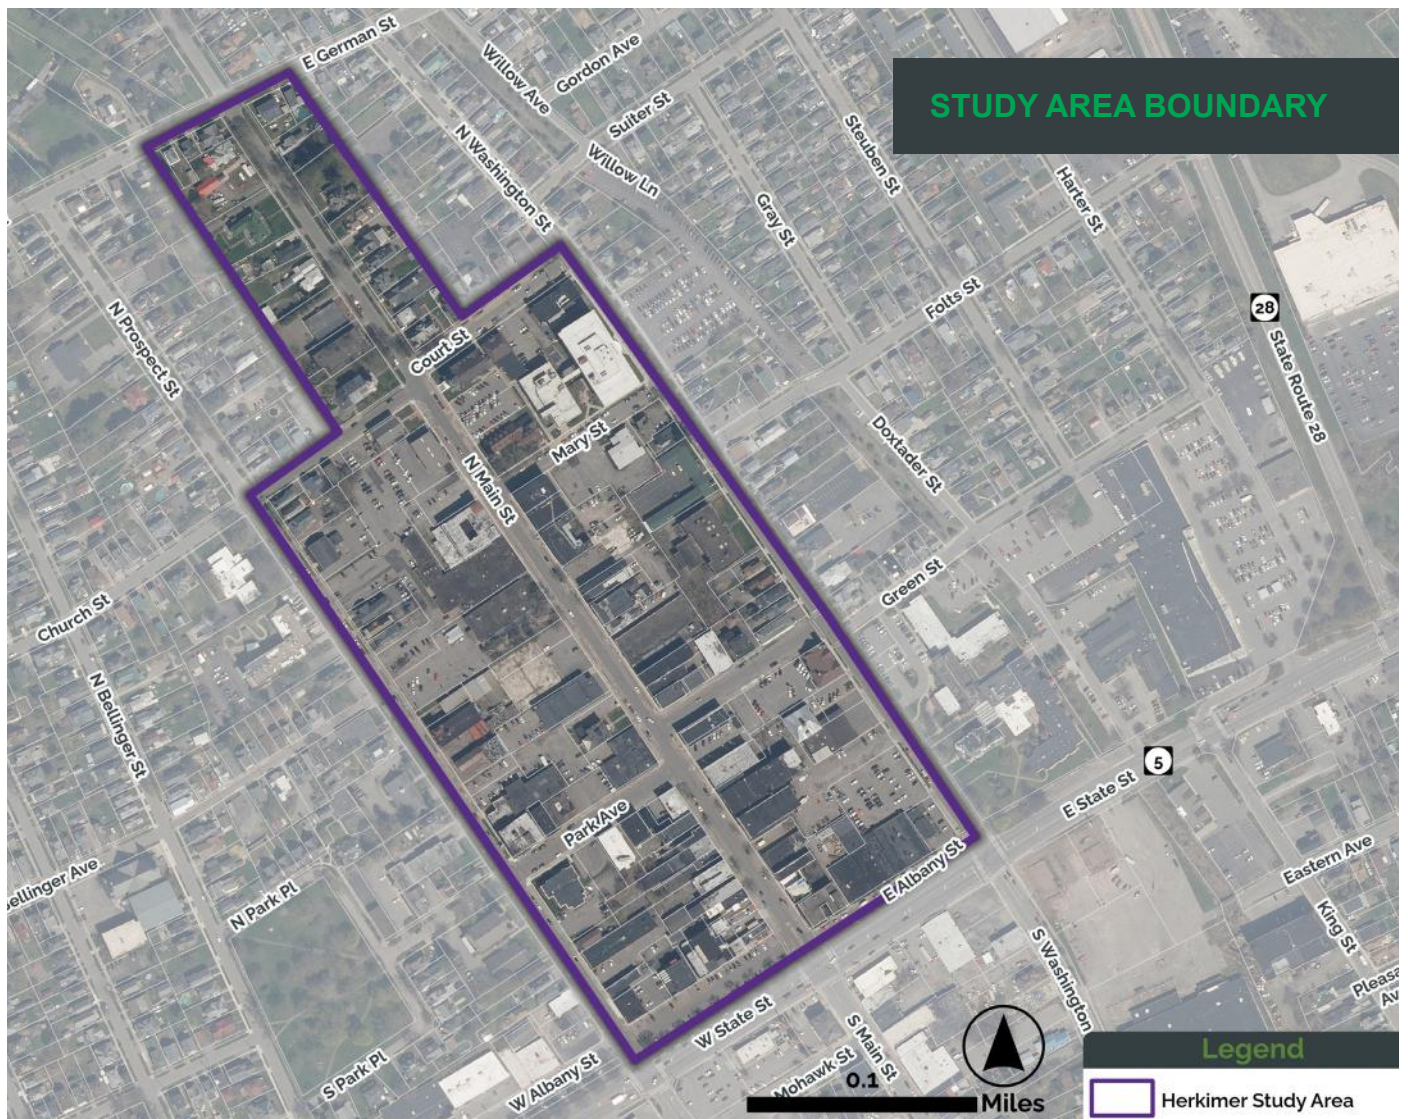 E German St
Willow Ave
Gordon Ave
STUDY AREA BOUNDARY
Suiter St
N Washington St
Willow Ln
Steuben St
Gray St
Harter St
Folts St
28
State Route 28
N Prospect St
Court St
Mary St
N Main St
Doxtader St
Green St
Church St
N Bellinger St
5
E State St
Park Ave
E Albany St
Eastern Ave
Bellinger Ave
N Park Pl
King St
S Washington
W State St
S Main St
S Park Pl
W Albany St
Mohawk St
0.1
Miles
Legend
Herkimer Study Area